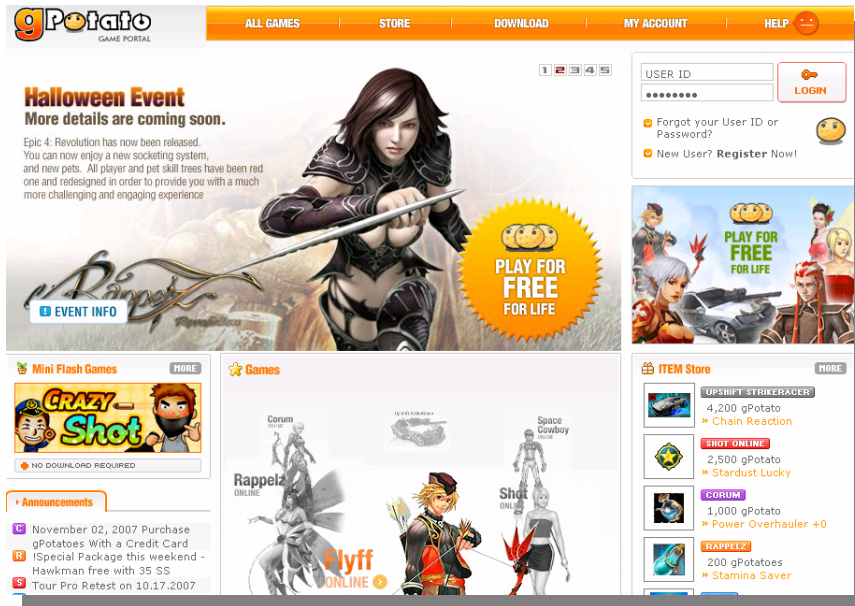 gPotato
GAME PORTAL
ALL GAMES
STORE
DOWNLOAD
MY ACCOUNT
HELP
1 2 3 4 5
Halloween Event
More details are coming soon.
Epic 4: Revolution has now been released.
You can now enjoy a new socketing system,
and new pets. All player and pet skill trees have been red
one and redesigned in order to provide you with a much
more challenging and engaging experience
Rappelz
Revolution
EVENT INFO
PLAY FOR
FREE
FOR LIFE
USER ID
LOGIN
Forgot your User ID or
Password?
New User? Register Now!
PLAY FOR
FREE
FOR LIFE
Mini Flash Games
MORE
CRAZY
Shot
NO DOWNLOAD REQUIRED
Announcements
C November 02, 2007 Purchase
gPotatoes With a Credit Card
R !Special Package this weekend -
Hawkman free with 35 SS
S Tour Pro Retest on 10.17.2007
Games
Corum
ONLINE
Upshift StrikeRacer
Space
Cowboy
ONLINE
Rappelz
ONLINE
Shot
ONLINE
Flyff
ONLINE
ITEM Store
MORE
UPSHIFT STRIKERACER
4,200 gPotato
» Chain Reaction
SHOT ONLINE
2,500 gPotato
» Stardust Lucky
CORUM
1,000 gPotato
» Power Overhauler +0
RAPPELZ
200 gPotatoes
» Stamina Saver